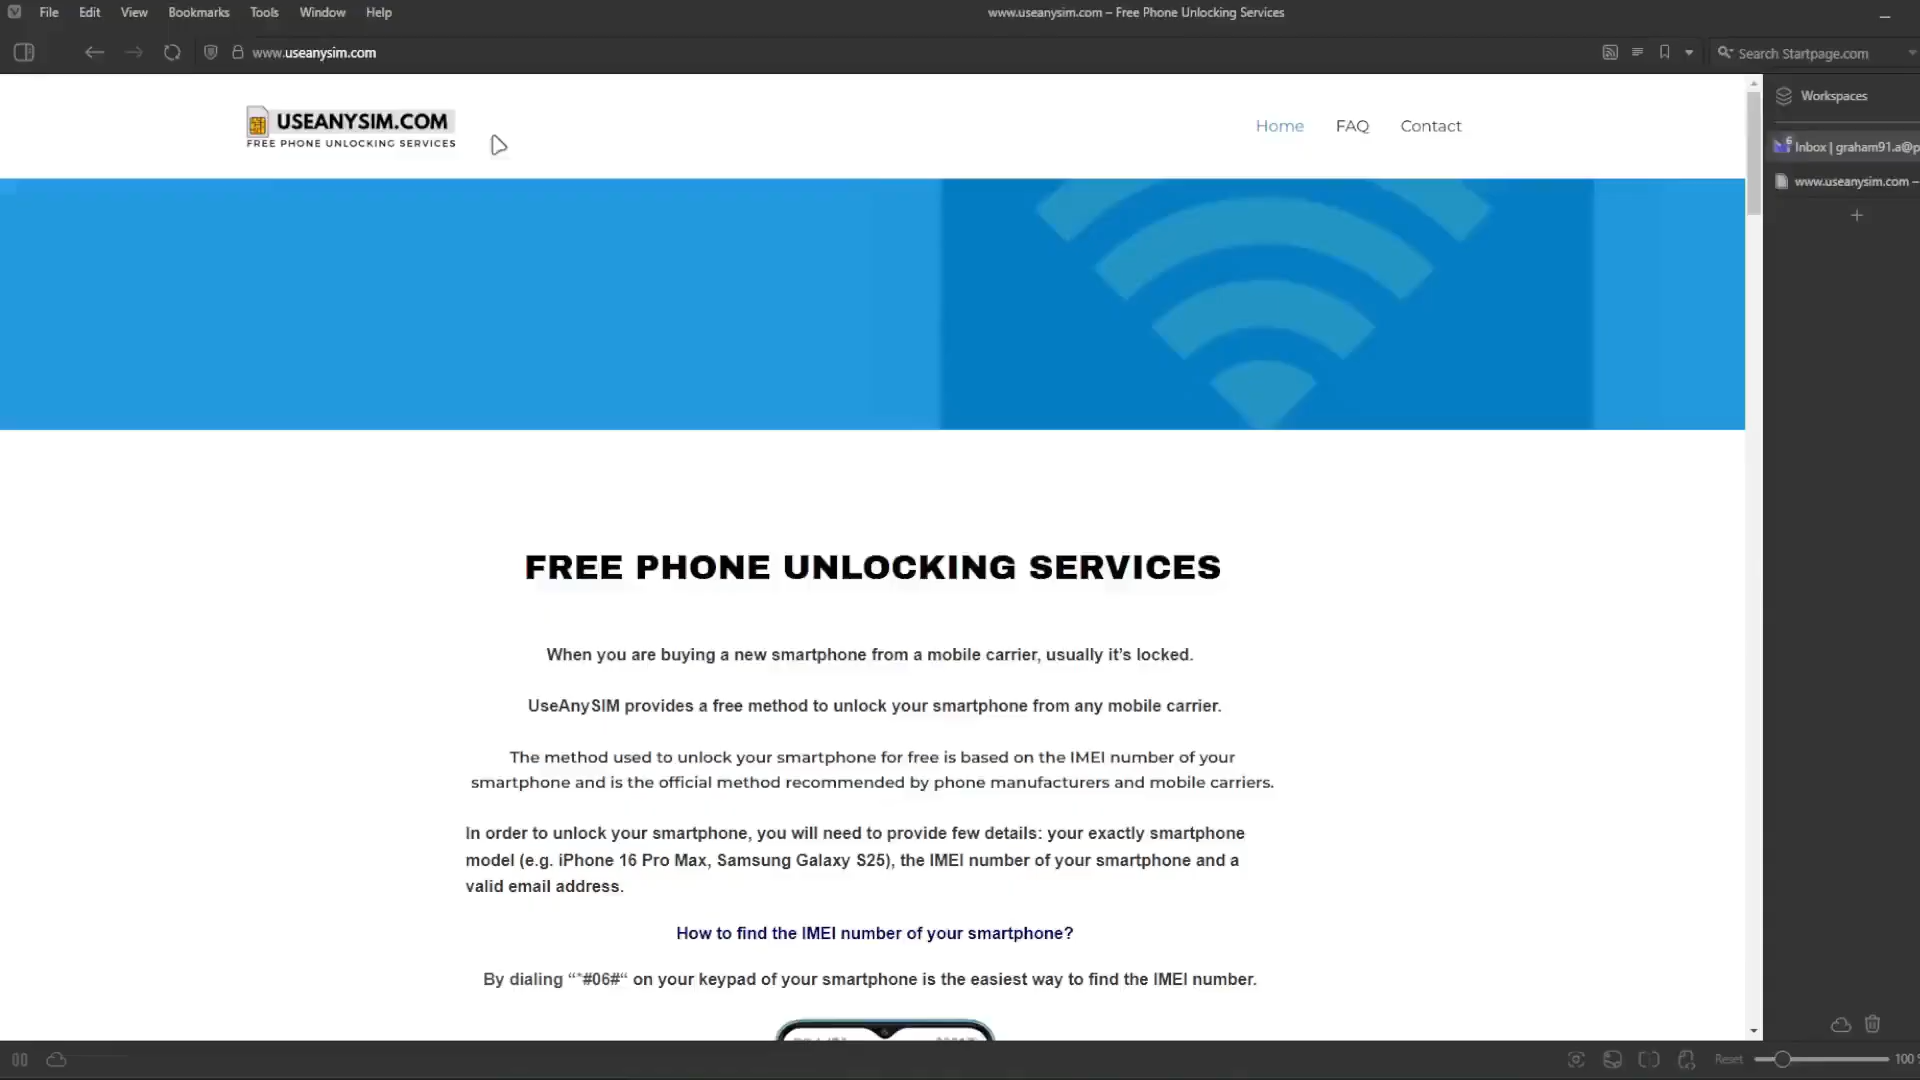 File Edit View Bookmarks Tools Window Help
www.useanysim.com – Free Phone Unlocking Services
www.useanysim.com
Search Startpage.com
USEANYSIM.COM
FREE PHONE UNLOCKING SERVICES
Home FAQ Contact
Workspaces
6
Inbox | graham91.a@p
www.useanysim.com –
FREE PHONE UNLOCKING SERVICES
When you are buying a new smartphone from a mobile carrier, usually it’s locked.
UseAnySIM provides a free method to unlock your smartphone from any mobile carrier.
The method used to unlock your smartphone for free is based on the IMEI number of your
smartphone and is the official method recommended by phone manufacturers and mobile carriers.
In order to unlock your smartphone, you will need to provide few details: your exactly smartphone
model (e.g. iPhone 16 Pro Max, Samsung Galaxy S25), the IMEI number of your smartphone and a
valid email address.
How to find the IMEI number of your smartphone?
By dialing “*#06#“ on your keypad of your smartphone is the easiest way to find the IMEI number.
Reset 100 %